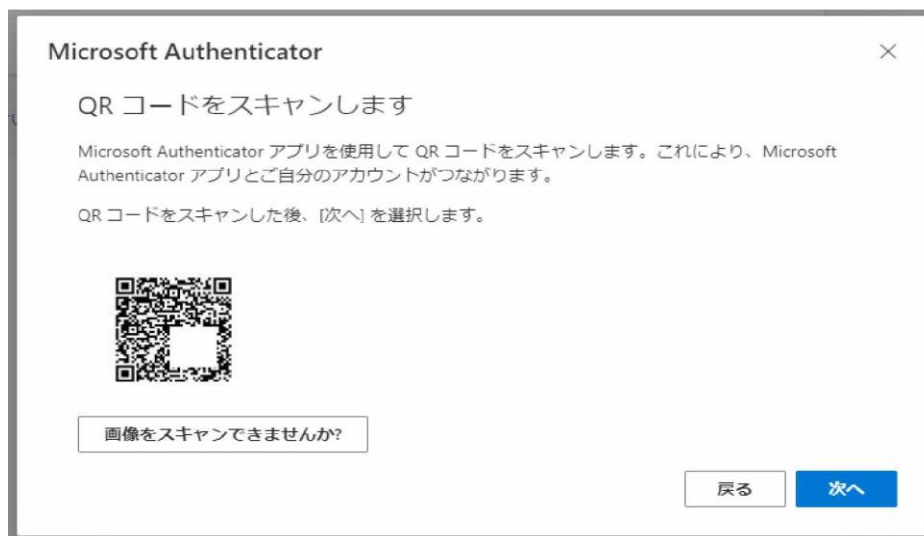 Microsoft Authenticator
QR コードをスキャンします
Microsoft Authenticator アプリを使用して QR コードをスキャンします。これにより、Microsoft
Authenticator アプリとご自分のアカウントがつながります。
QR コードをスキャンした後、[次へ] を選択します。
画像をスキャンできませんか?
戻る
次へ